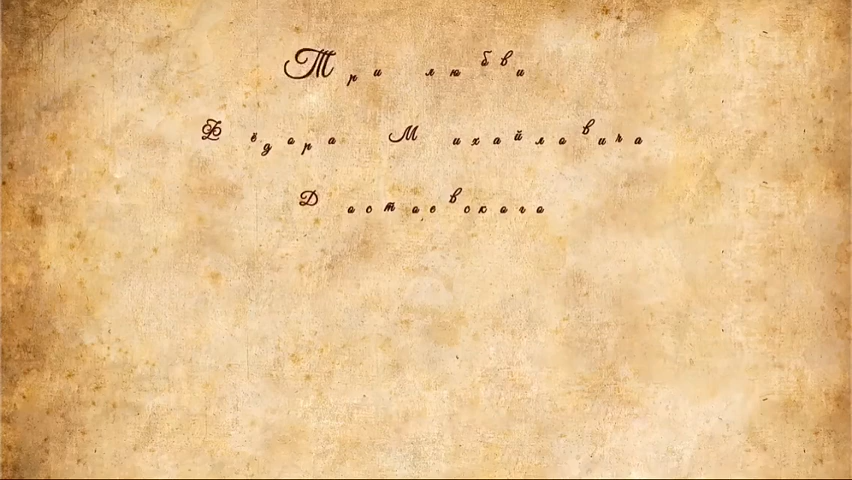 Три любви
Фёдора Михайловича
Достоевского